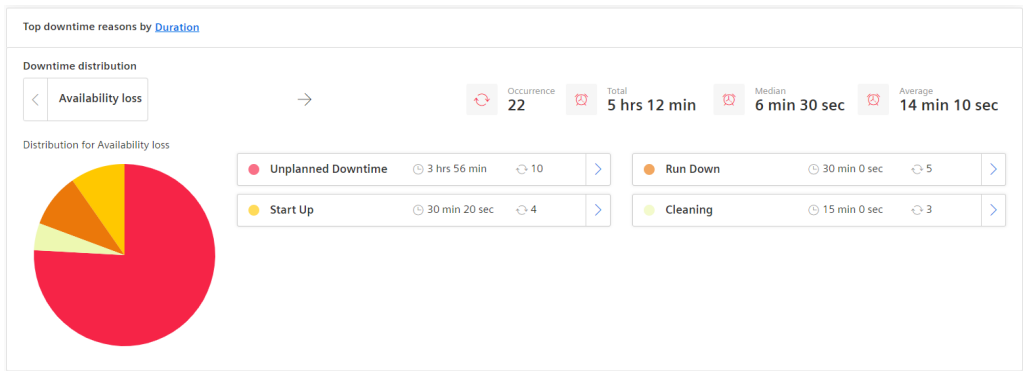 Top downtime reasons by Duration
Downtime distribution
Availability loss
Occurrence
22
Total
5 hrs 12 min
Median
6 min 30 sec
Average
14 min 10 sec
Distribution for Availability loss
Unplanned Downtime 3 hrs 56 min 10
Run Down 30 min 0 sec 5
Start Up 30 min 20 sec 4
Cleaning 15 min 0 sec 3